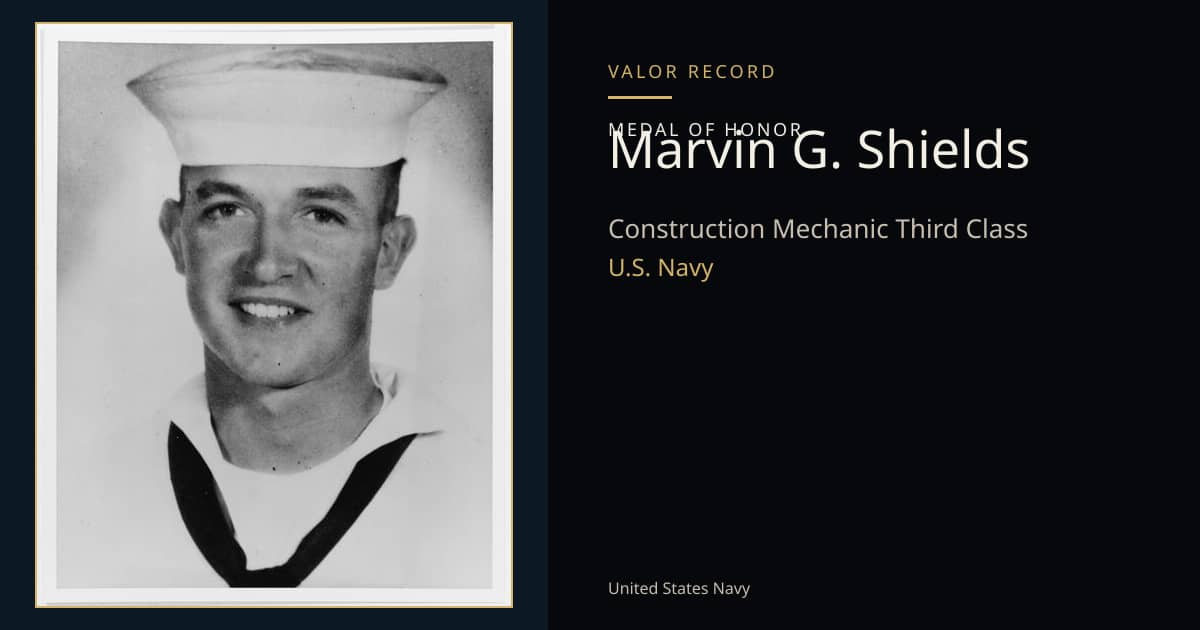 VALOR RECORD
MEDAL OF HONOR
Marvin G. Shields
Construction Mechanic Third Class
U.S. Navy
United States Navy